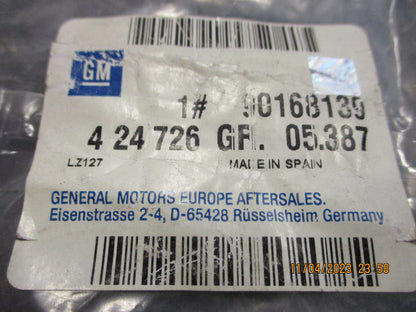 GM
1# 90168139
4 24 726 GR. 05.387
LZ127 MADE IN SPAIN
GENERAL MOTORS EUROPE AFTERSALES.
Eisenstrasse 2-4, D-65428 Rüsselsheim Germany
11/04/2023 23:50